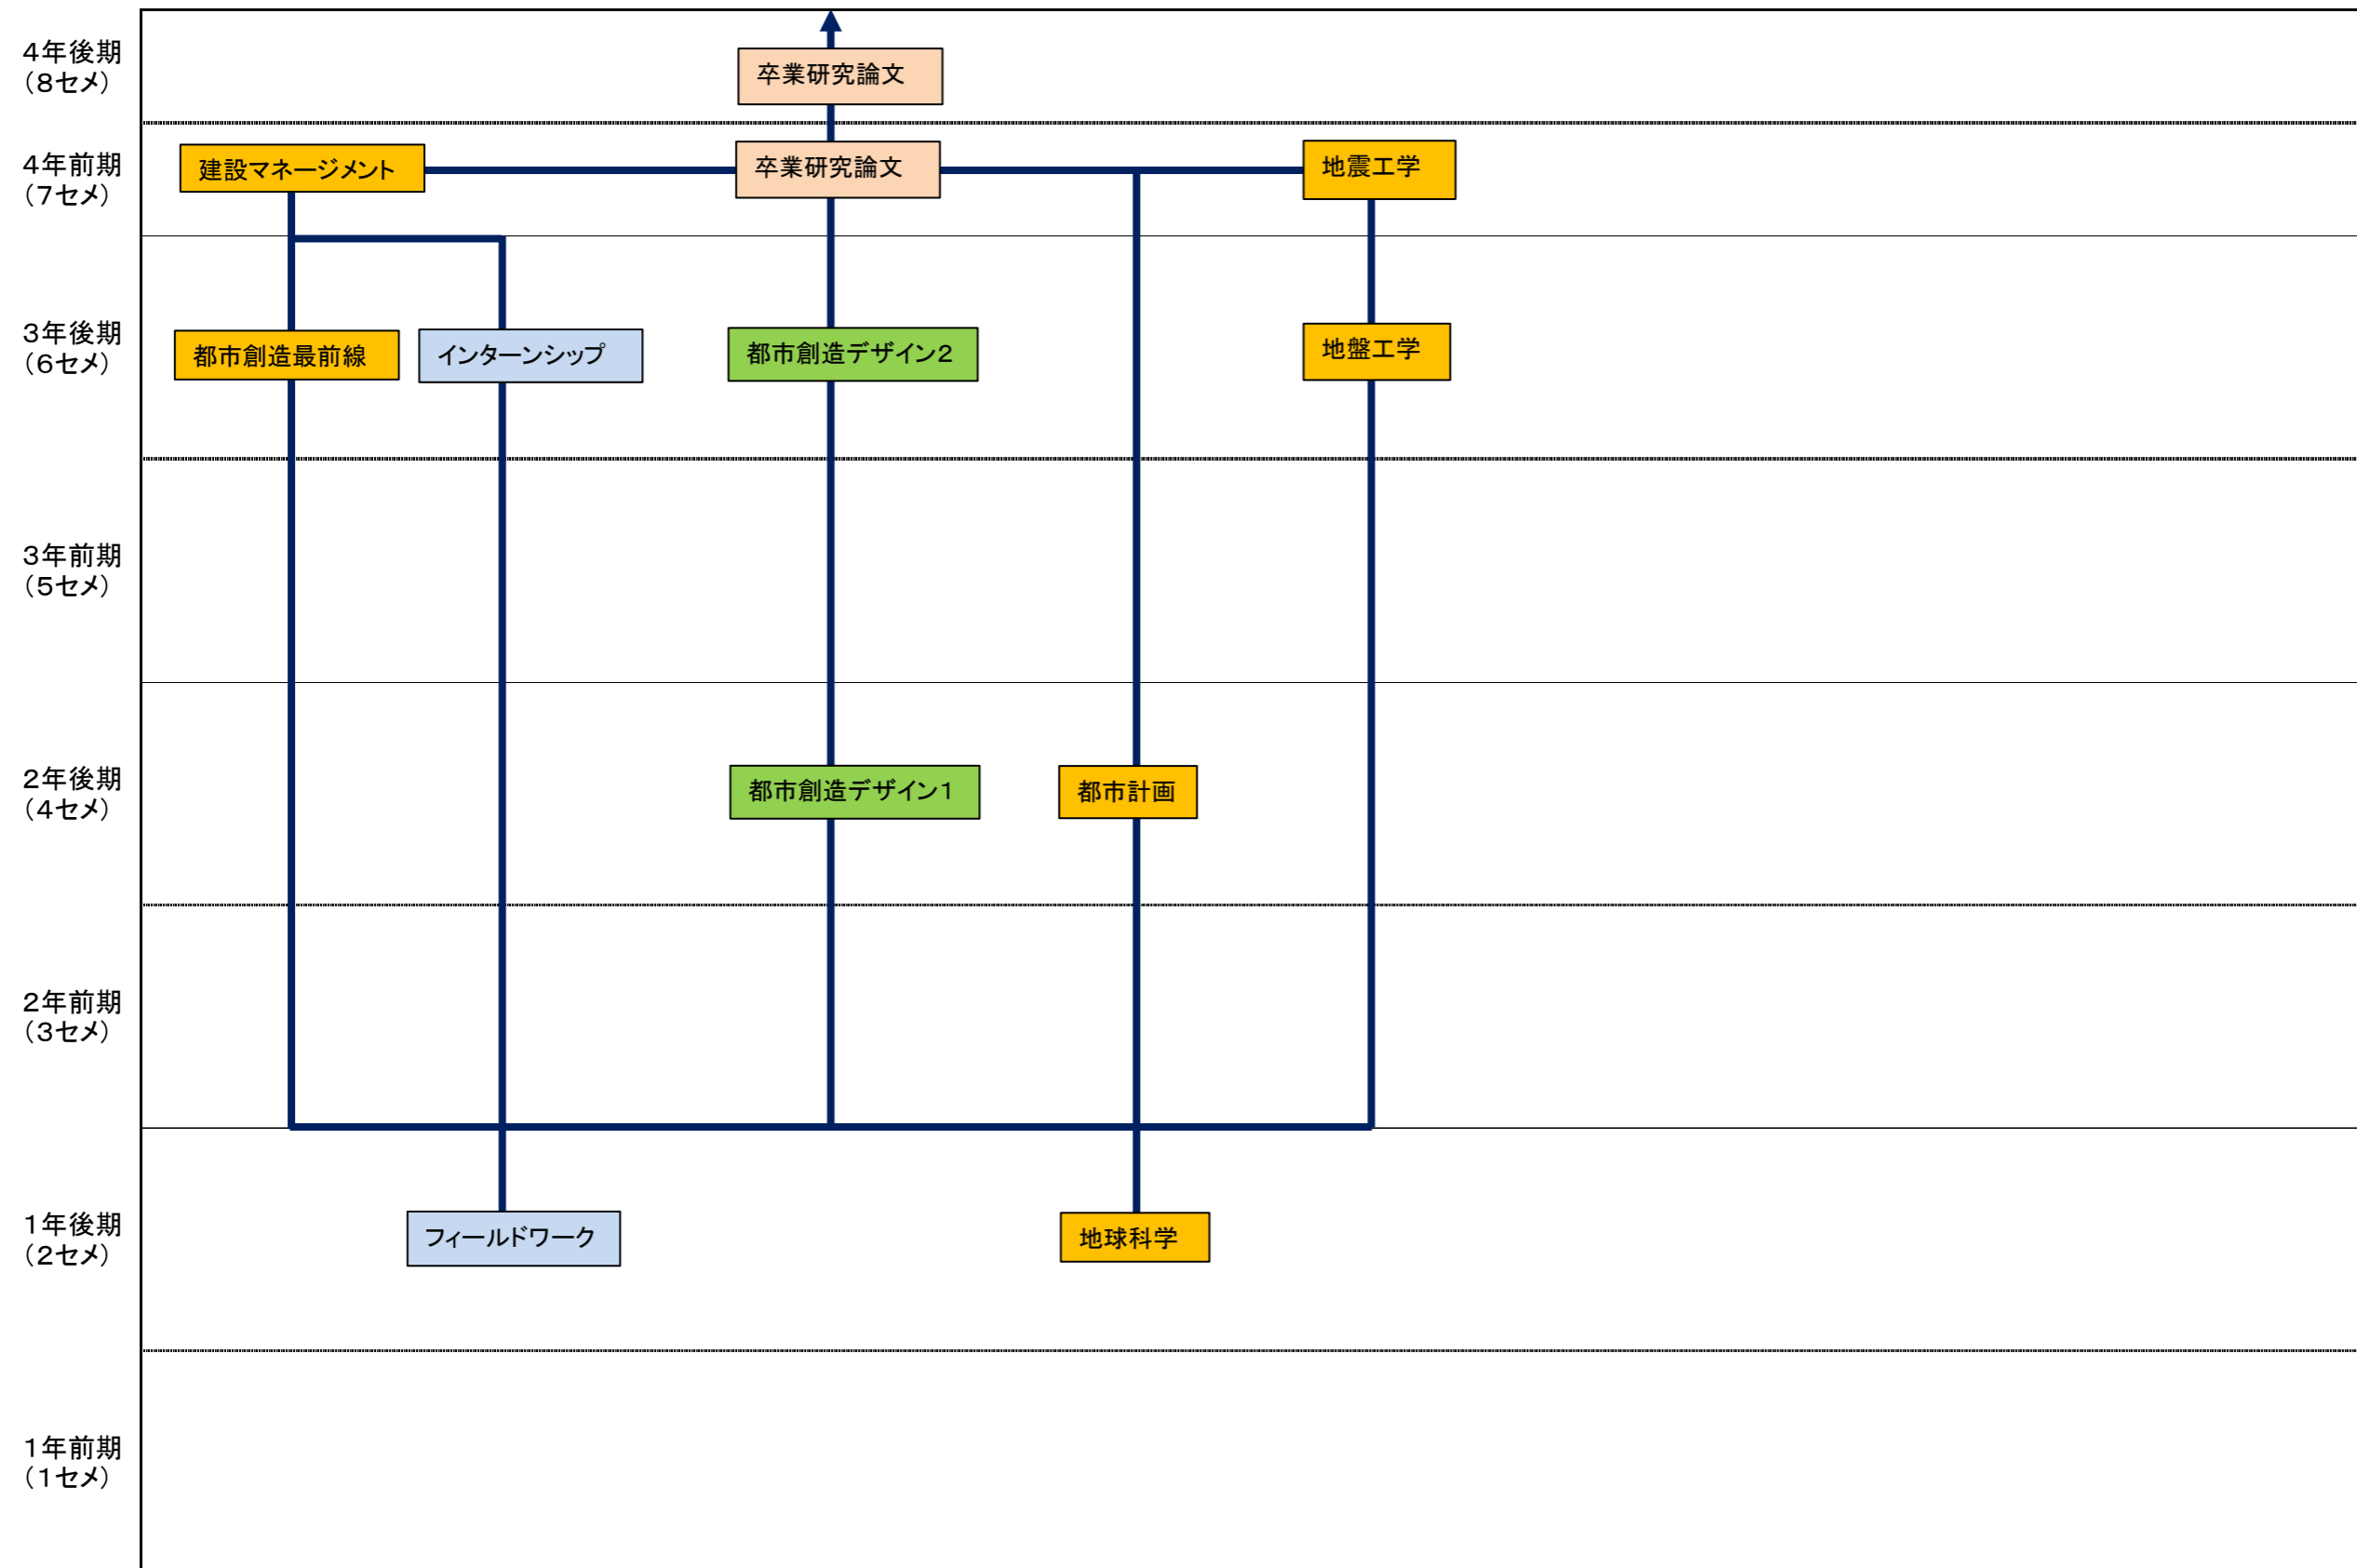 ４年後期
（８セメ）
卒業研究論文
４年前期
（７セメ）
建設マネージメント
卒業研究論文
地震工学
３年後期
（６セメ）
都市創造最前線
インターンシップ
都市創造デザイン２
地盤工学
３年前期
（５セメ）
２年後期
（４セメ）
都市創造デザイン１
都市計画
２年前期
（３セメ）
１年後期
（２セメ）
フィールドワーク
地球科学
１年前期
（１セメ）